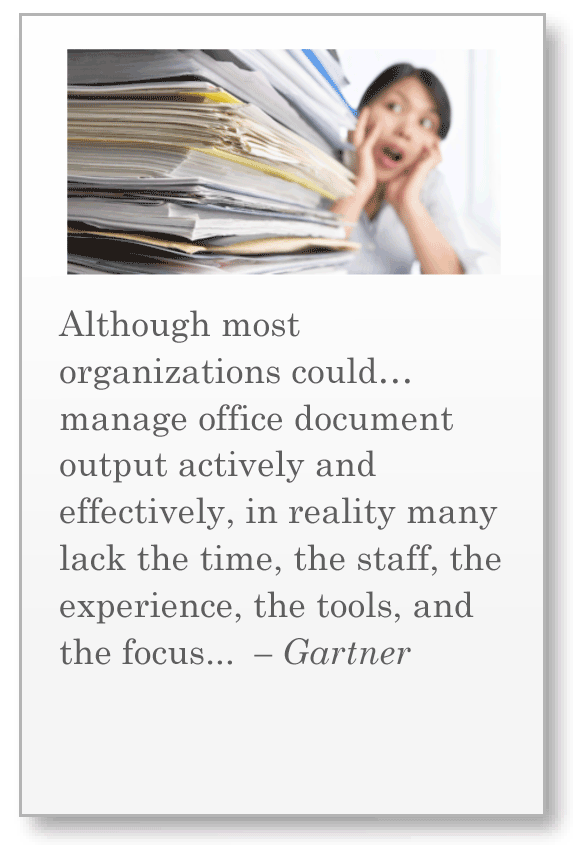 Although most
organizations could…
manage office document
output actively and
effectively, in reality many
lack the time, the staff, the
experience, the tools, and
the focus...  – Gartner